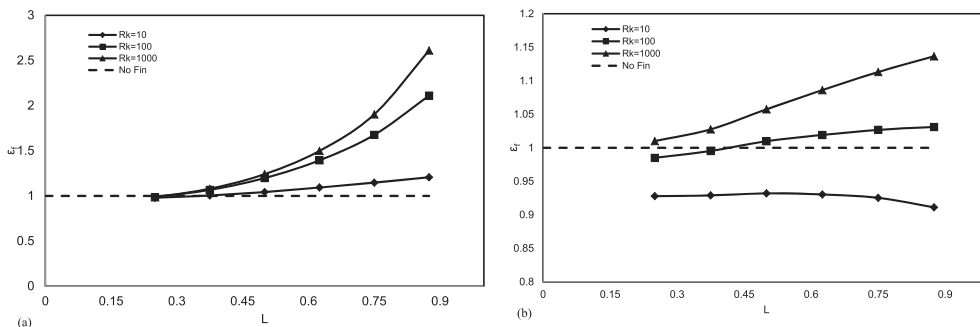 3
2.5
2
1.5
1
0.5
0
εf
Rk=10
Rk=100
Rk=1000
No Fin
0 0.15 0.3 0.45 0.6 0.75 0.9
L
(a)
1.2
1.15
1.1
1.05
1
0.95
0.9
0.85
0.8
εf
Rk=10
Rk=100
Rk=1000
No Fin
0 0.15 0.3 0.45 0.6 0.75 0.9
L
(b)